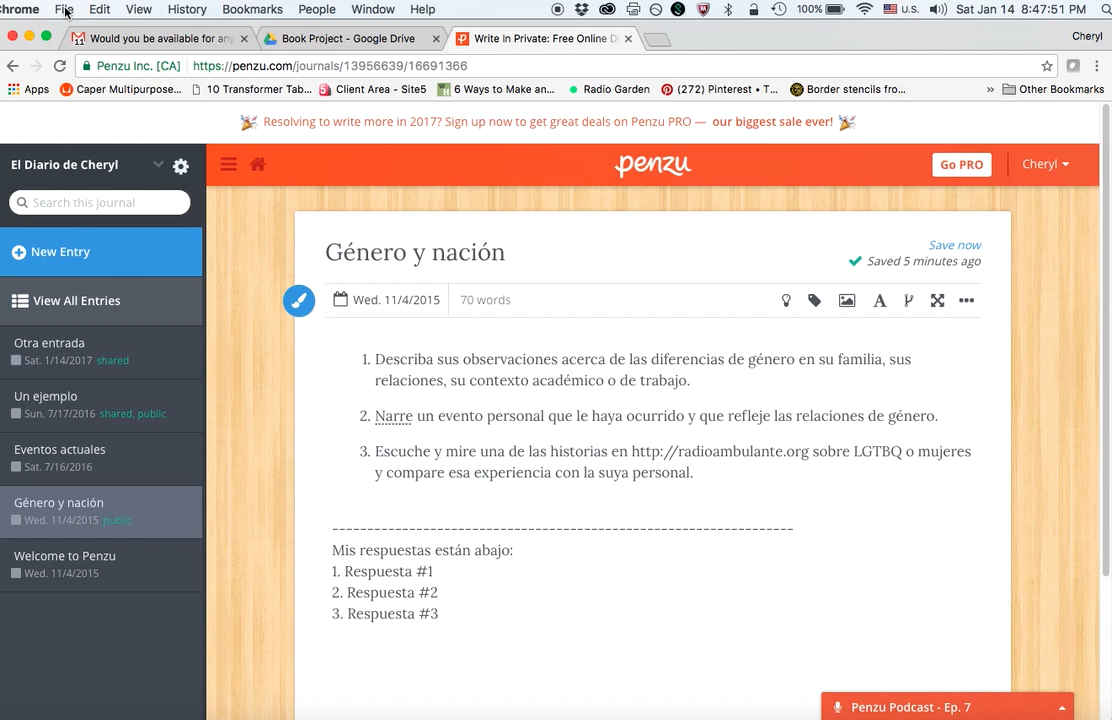 Chrome File Edit View History Bookmarks People Window Help 100% U.S. Sat Jan 14 8:47:51 PM
11 Would you be available for any Book Project - Google Drive Write In Private: Free Online Di Cheryl
Penzu Inc. [CA] https://penzu.com/journals/13956639/16691366
Apps Caper Multipurpose... 10 Transformer Tab... Client Area - Site5 6 Ways to Make an... Radio Garden (272) Pinterest • T... Border stencils fro... » Other Bookmarks
Resolving to write more in 2017? Sign up now to get great deals on Penzu PRO — our biggest sale ever!
El Diario de Cheryl
penzu
Go PRO
Cheryl
Search this journal
New Entry
View All Entries
Otra entrada
Sat. 1/14/2017 shared
Un ejemplo
Sun. 7/17/2016 shared, public
Eventos actuales
Sat. 7/16/2016
Género y nación
Wed. 11/4/2015 public
Welcome to Penzu
Wed. 11/4/2015
Género y nación
Save now
Saved 5 minutes ago
Wed. 11/4/2015 70 words
1. Describa sus observaciones acerca de las diferencias de género en su familia, sus
relaciones, su contexto académico o de trabajo.
2. Narre un evento personal que le haya ocurrido y que refleje las relaciones de género.
3. Escuche y mire una de las historias en http://radioambulante.org sobre LGTBQ o mujeres
y compare esa experiencia con la suya personal.
------------------------------------------------------------------
Mis respuestas están abajo:
1. Respuesta #1
2. Respuesta #2
3. Respuesta #3
Penzu Podcast - Ep. 7